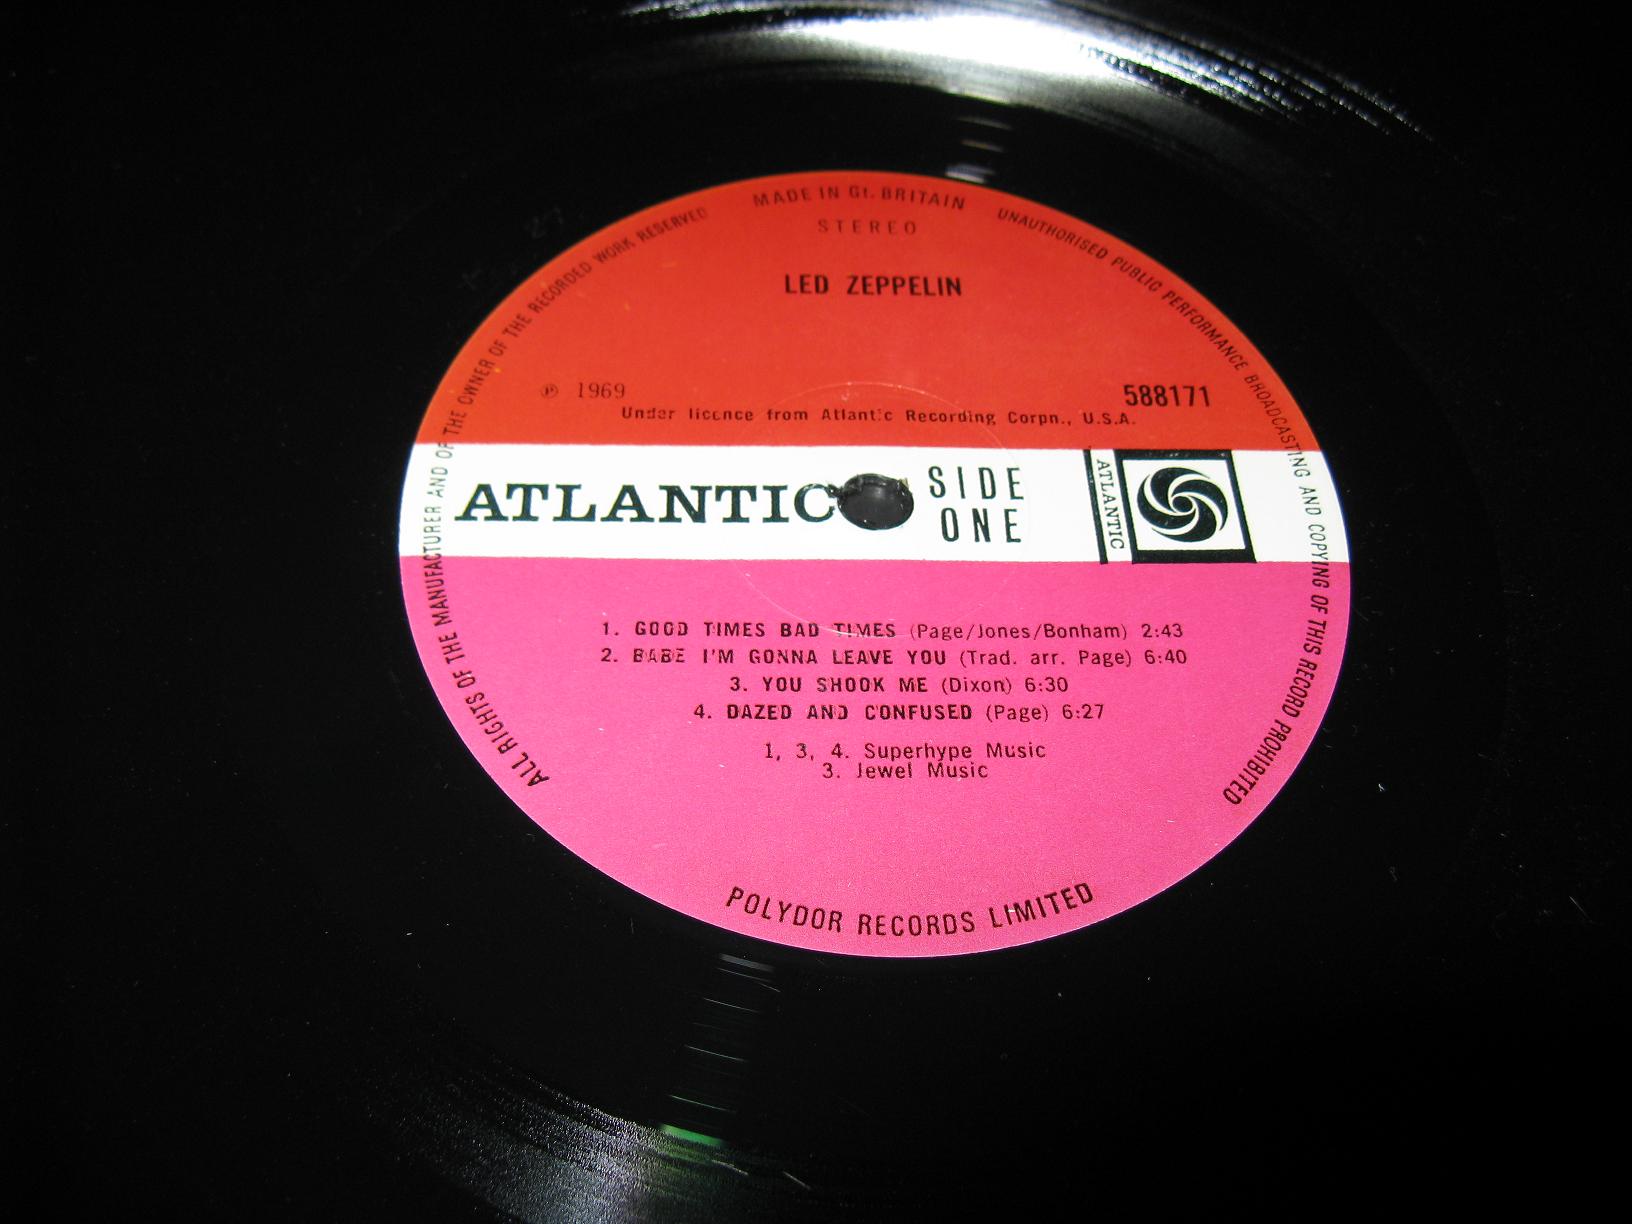 MADE IN Gt. BRITAIN
UNAUTHORISED PUBLIC PERFORMANCE BROADCASTING AND COPYING OF THIS RECORD PROHIBITED
ALL RIGHTS OF THE MANUFACTURER AND OF THE OWNER OF THE RECORDED WORK RESERVED
STEREO
LED ZEPPELIN
℗ 1969
588171
Under licence from Atlantic Recording Corpn., U.S.A.
ATLANTIC
SIDE
ONE
ATLANTIC
1. GOOD TIMES BAD TIMES (Page/Jones/Bonham) 2:43
2. BABE I'M GONNA LEAVE YOU (Trad. arr. Page) 6:40
3. YOU SHOOK ME (Dixon) 6:30
4. DAZED AND CONFUSED (Page) 6:27
1, 3, 4. Superhype Music
3. Jewel Music
POLYDOR RECORDS LIMITED